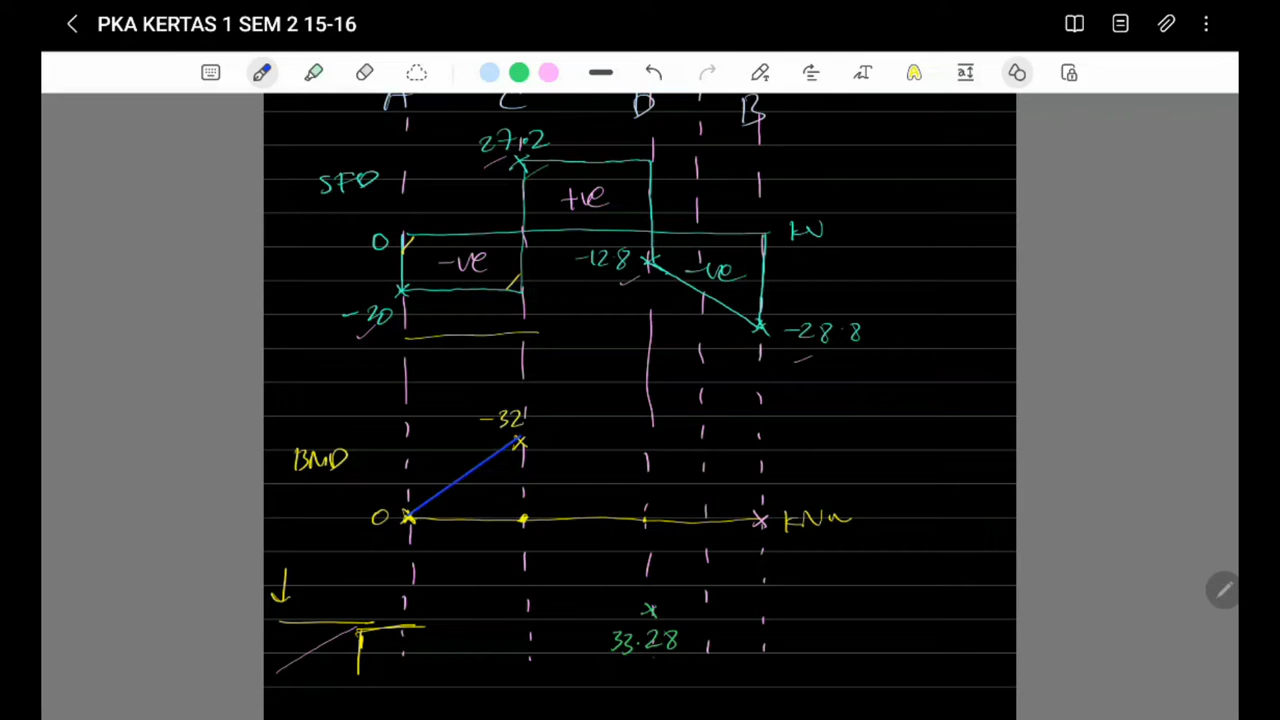 PKA KERTAS 1 SEM 2 15-16
A C D B
27.2
SFD
+ve
0
KN
-ve
-12.8
-ve
-20
-28.8
-32
BMD
0
KNm
33.28